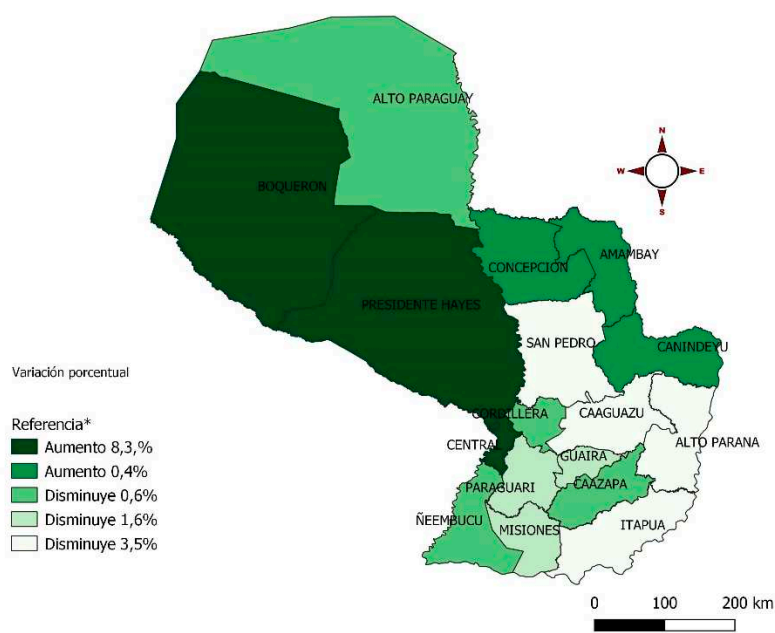 ALTO PARAGUAY
N
W E
S
BOQUERON
AMAMBAY
CONCEPCION
PRESIDENTE HAYES
SAN PEDRO
CANINDEYU
Variación porcentual
Referencia*
Aumento 8,3,%
Aumento 0,4%
Disminuye 0,6%
Disminuye 1,6%
Disminuye 3,5%
CORDILLERA
CAAGUAZU
CENTRAL
ALTO PARANA
GUAIRA
PARAGUARI
CAAZAPA
ÑEEMBUCU
MISIONES
ITAPUA
0 100 200 km